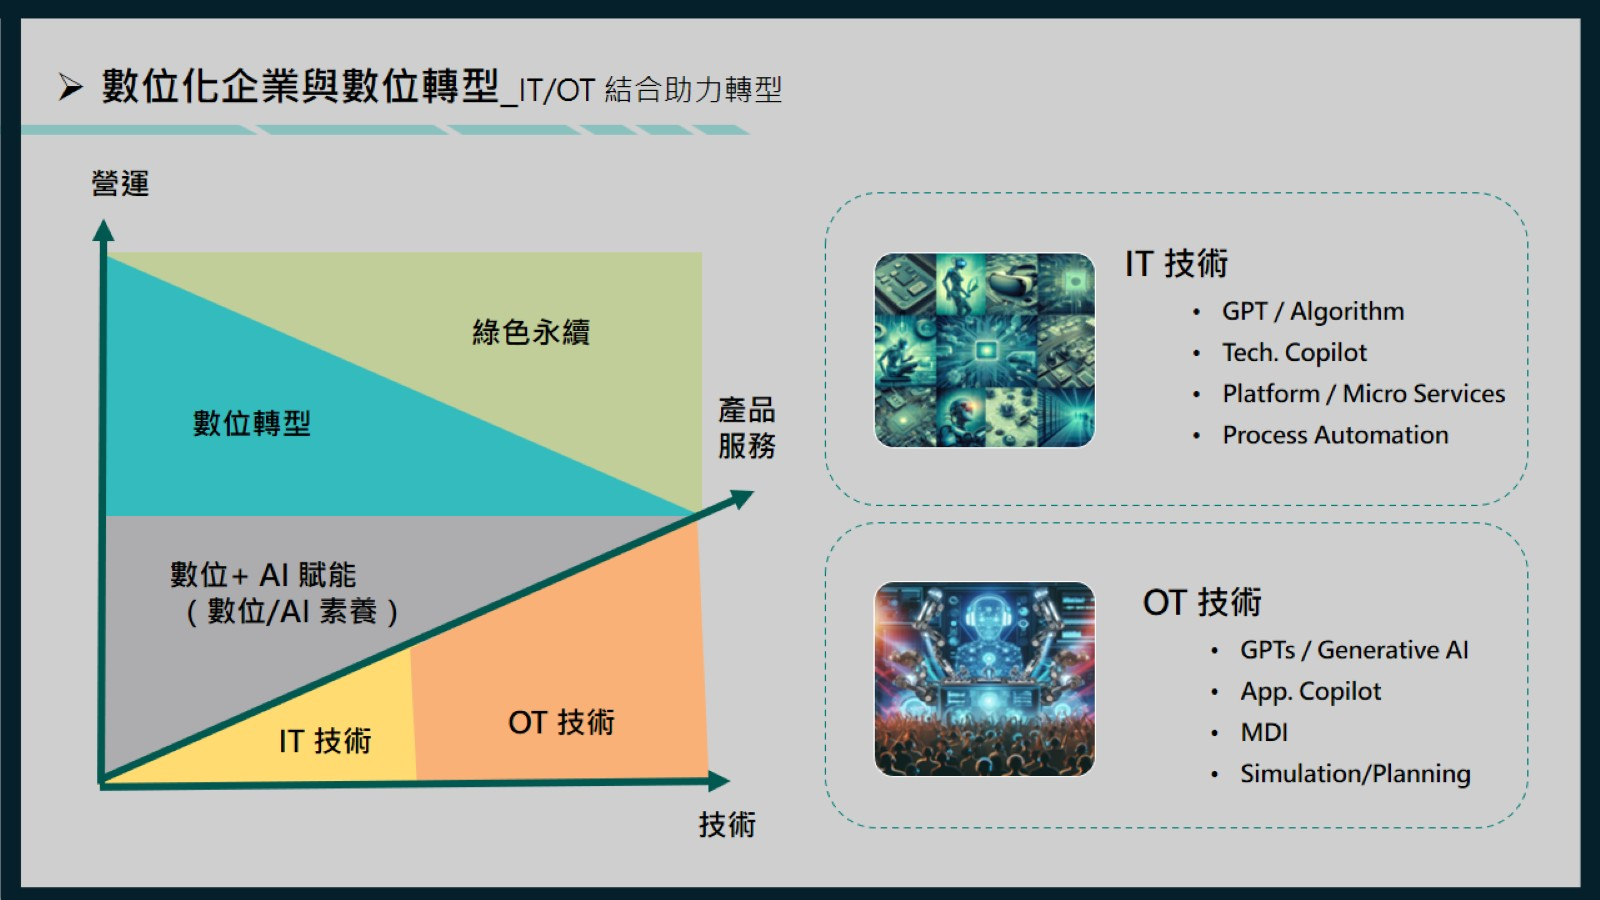 ➢ 數位化企業與數位轉型_IT/OT 結合助力轉型
營運
綠色永續
數位轉型
產品
服務
數位+ AI 賦能
（ 數位/AI 素養 ）
IT 技術
OT 技術
技術
IT 技術
• GPT / Algorithm
• Tech. Copilot
• Platform / Micro Services
• Process Automation
OT 技術
• GPTs / Generative AI
• App. Copilot
• MDI
• Simulation/Planning